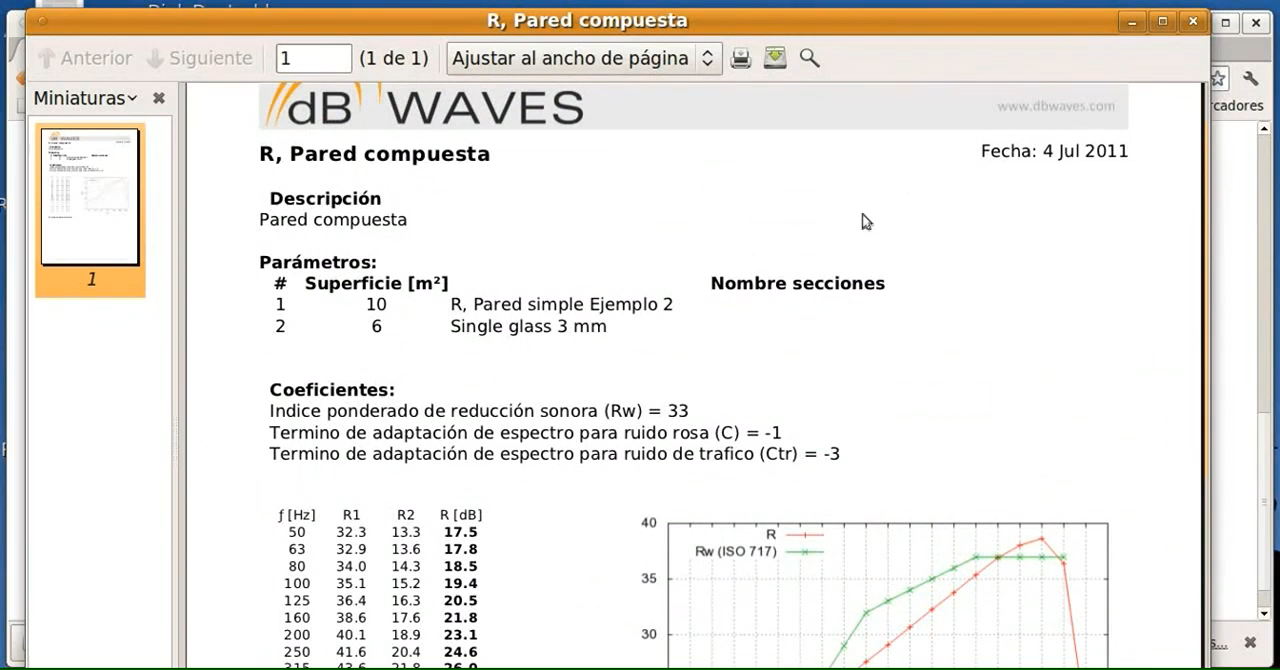 R, Pared compuesta
Anterior Siguiente 1 (1 de 1) Ajustar al ancho de página
Miniaturas
1
rcadores
dB WAVES www.dbwaves.com
R, Pared compuesta Fecha: 4 Jul 2011
Descripción
Pared compuesta
Parámetros:
# Superficie [m²] Nombre secciones
1 10 R, Pared simple Ejemplo 2
2 6 Single glass 3 mm
Coeficientes:
Indice ponderado de reducción sonora (Rw) = 33
Termino de adaptación de espectro para ruido rosa (C) = -1
Termino de adaptación de espectro para ruido de trafico (Ctr) = -3
ƒ [Hz] R1 R2 R [dB]
50 32.3 13.3 17.5
63 32.9 13.6 17.8
80 34.0 14.3 18.5
100 35.1 15.2 19.4
125 36.4 16.3 20.5
160 38.6 17.6 21.8
200 40.1 18.9 23.1
250 41.6 20.4 24.6
315 43.6 21.8 26.0
40
R
Rw (ISO 717)
35
30
s...